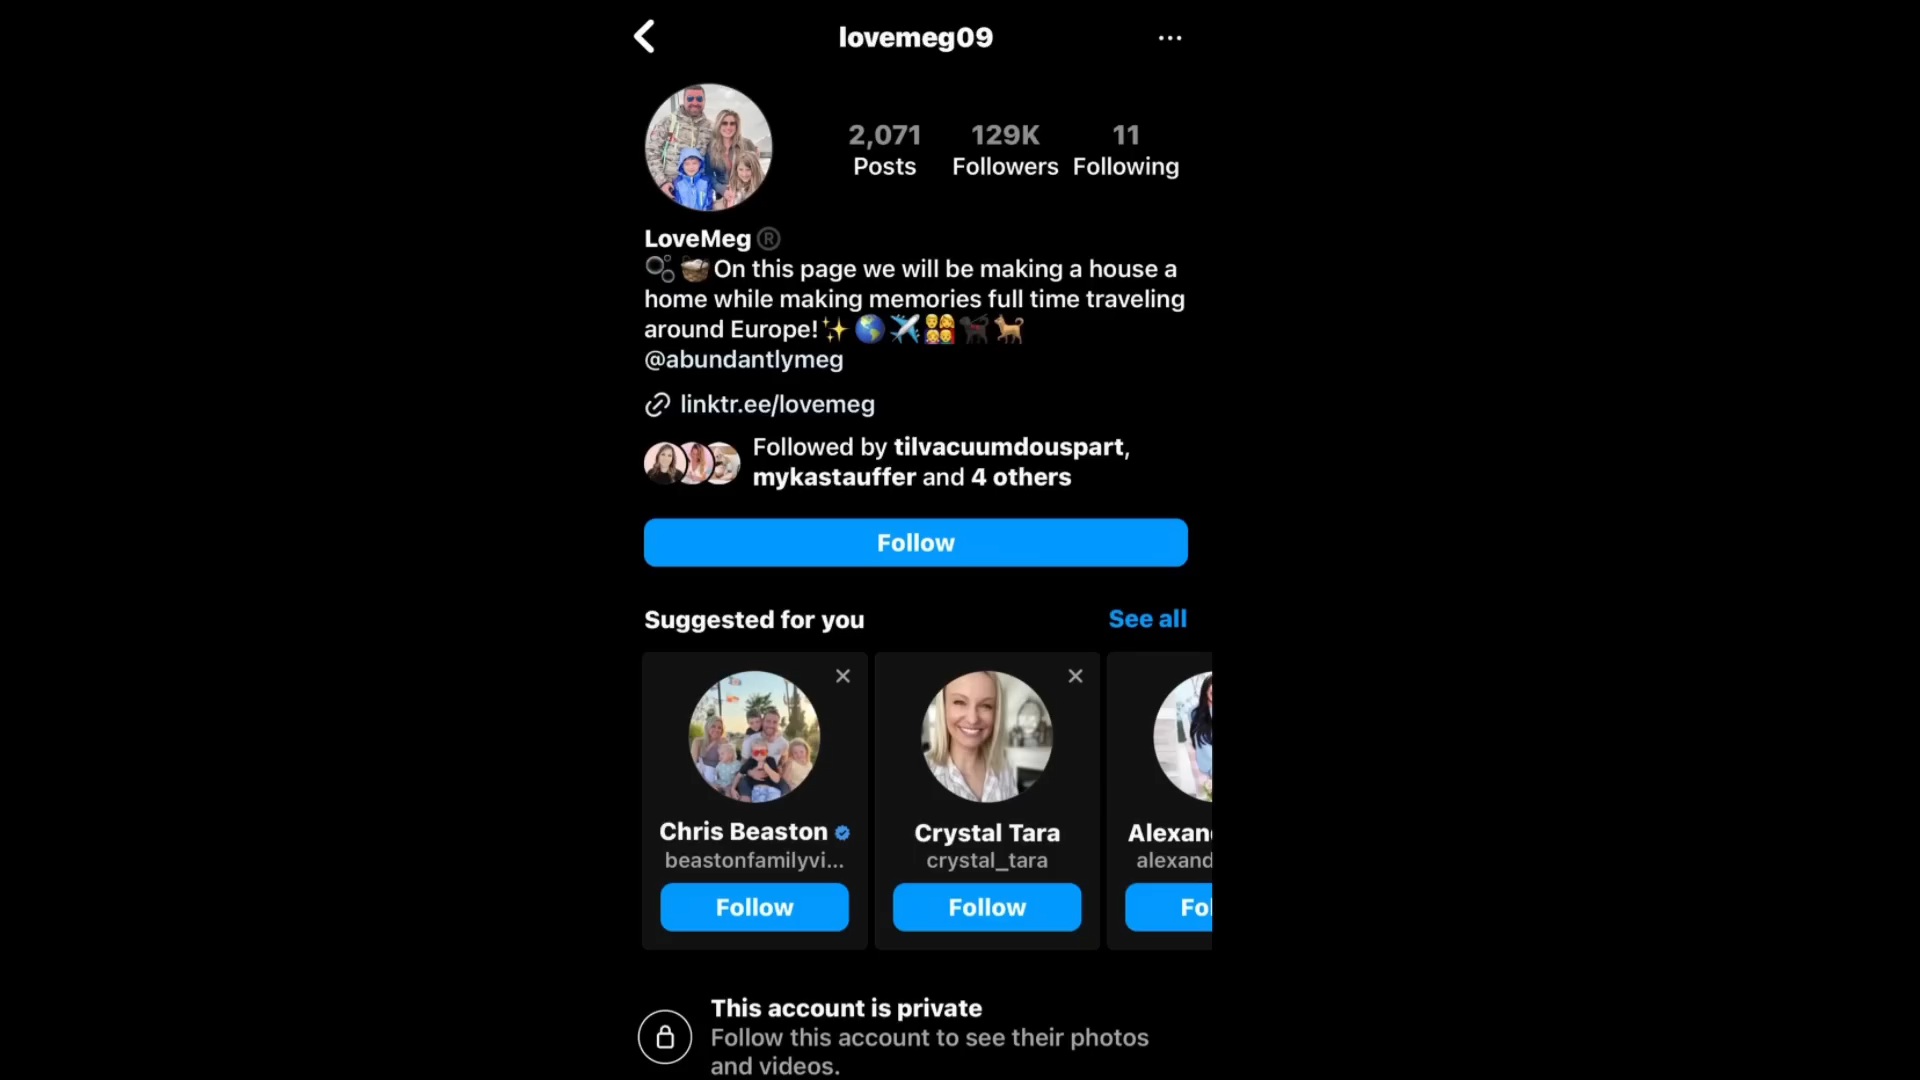 lovemeg09
2,071 129K 11
Posts Followers Following
LoveMeg ®
On this page we will be making a house a
home while making memories full time traveling
around Europe!
@abundantlymeg
linktr.ee/lovemeg
Followed by tilvacuumdouspart,
mykastauffer and 4 others
Follow
Suggested for you See all
Chris Beaston Crystal Tara Alexan
beastonfamilyvi... crystal_tara alexand
Follow Follow Fo
This account is private
Follow this account to see their photos
and videos.